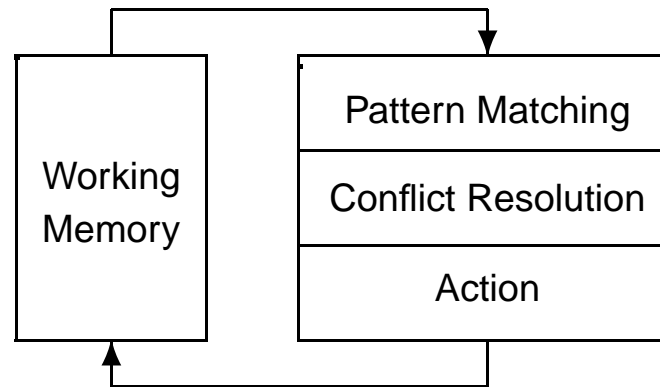 Working
Memory
Pattern Matching
Conflict Resolution
Action